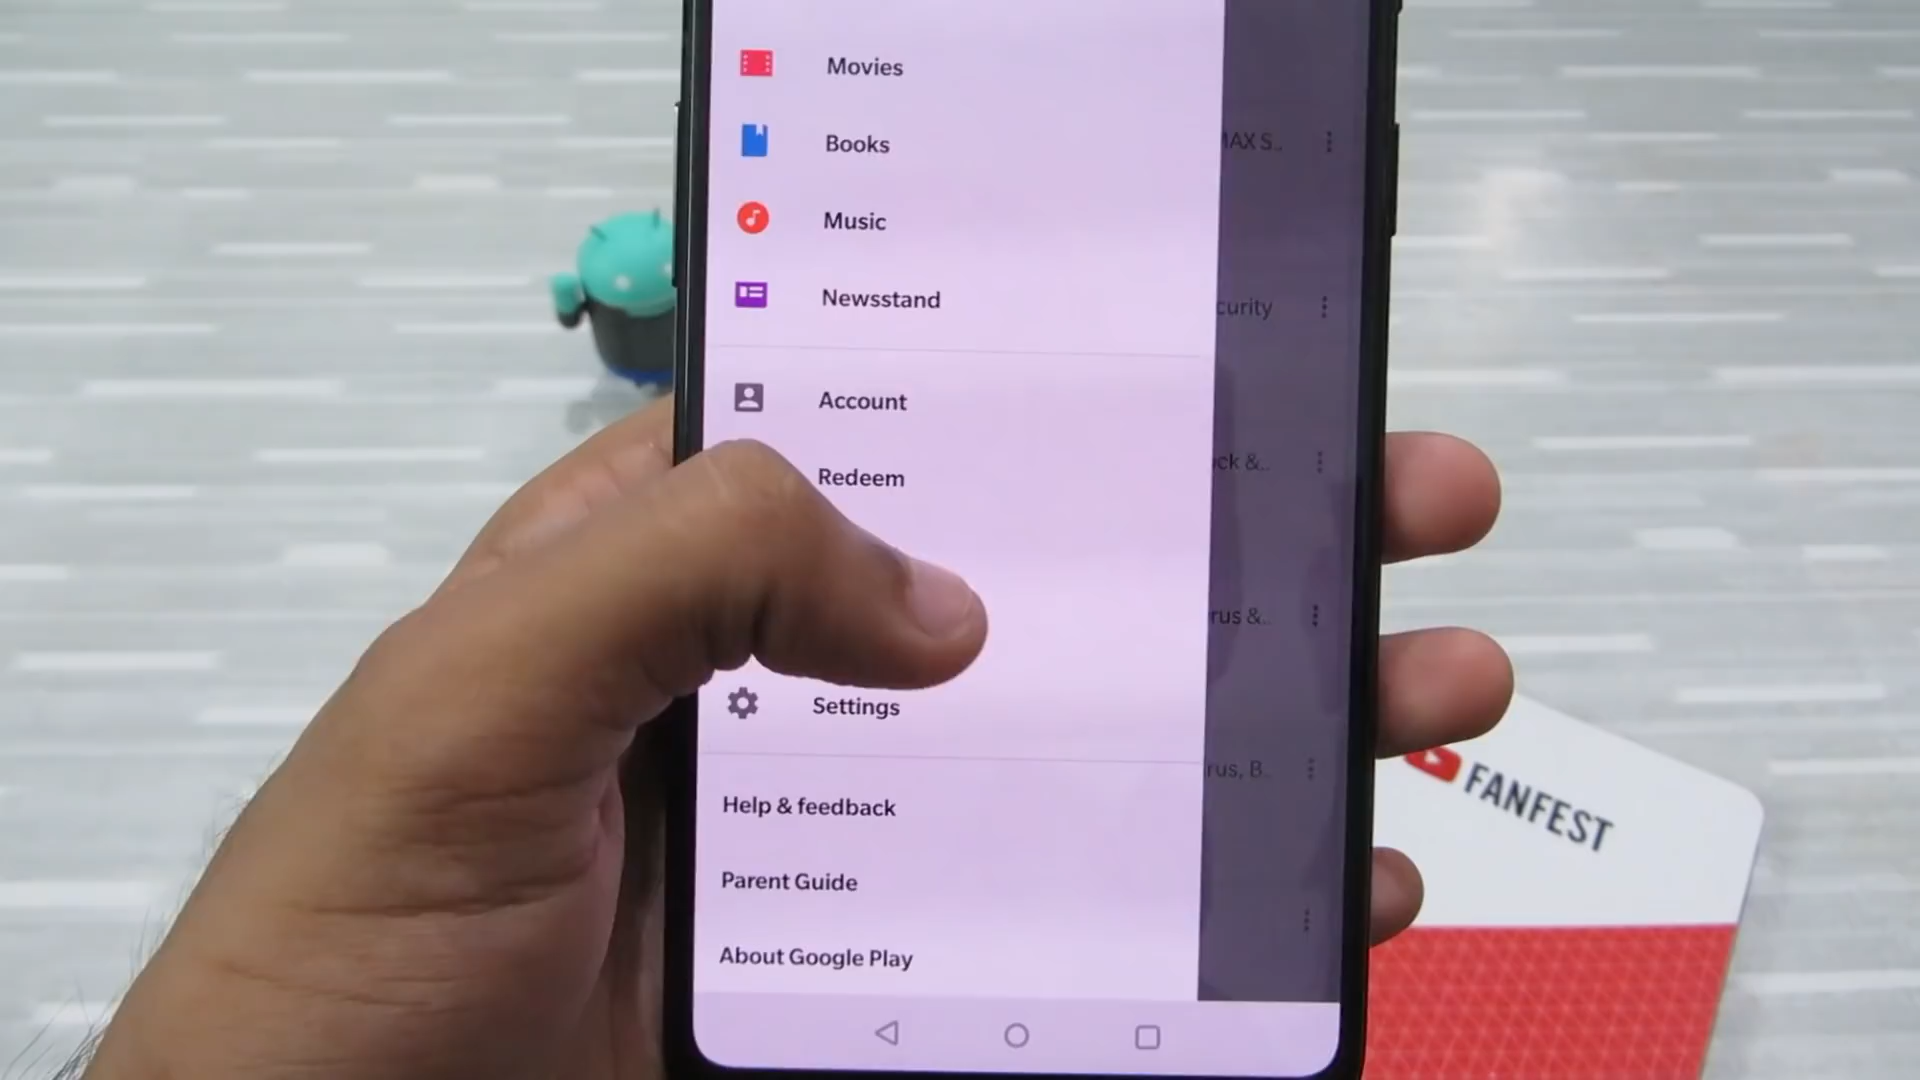 Movies
Books
Music
Newsstand
Account
Redeem
Settings
Help & feedback
Parent Guide
About Google Play
MAX S..
curity
ck &..
rus &..
rus, B..
FANFEST